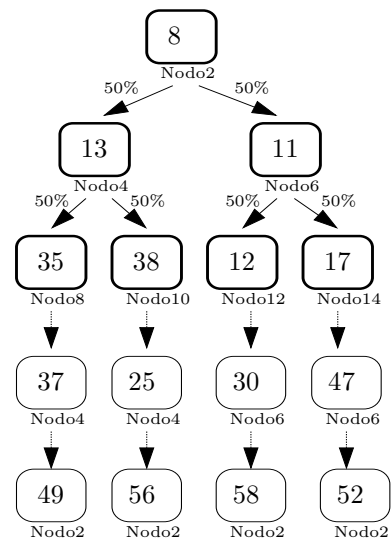 8
Nodo2
50% 50%
13 11
Nodo4 Nodo6
50% 50% 50% 50%
35 38 12 17
Nodo8 Nodo10 Nodo12 Nodo14
37 25 30 47
Nodo4 Nodo4 Nodo6 Nodo6
49 56 58 52
Nodo2 Nodo2 Nodo2 Nodo2